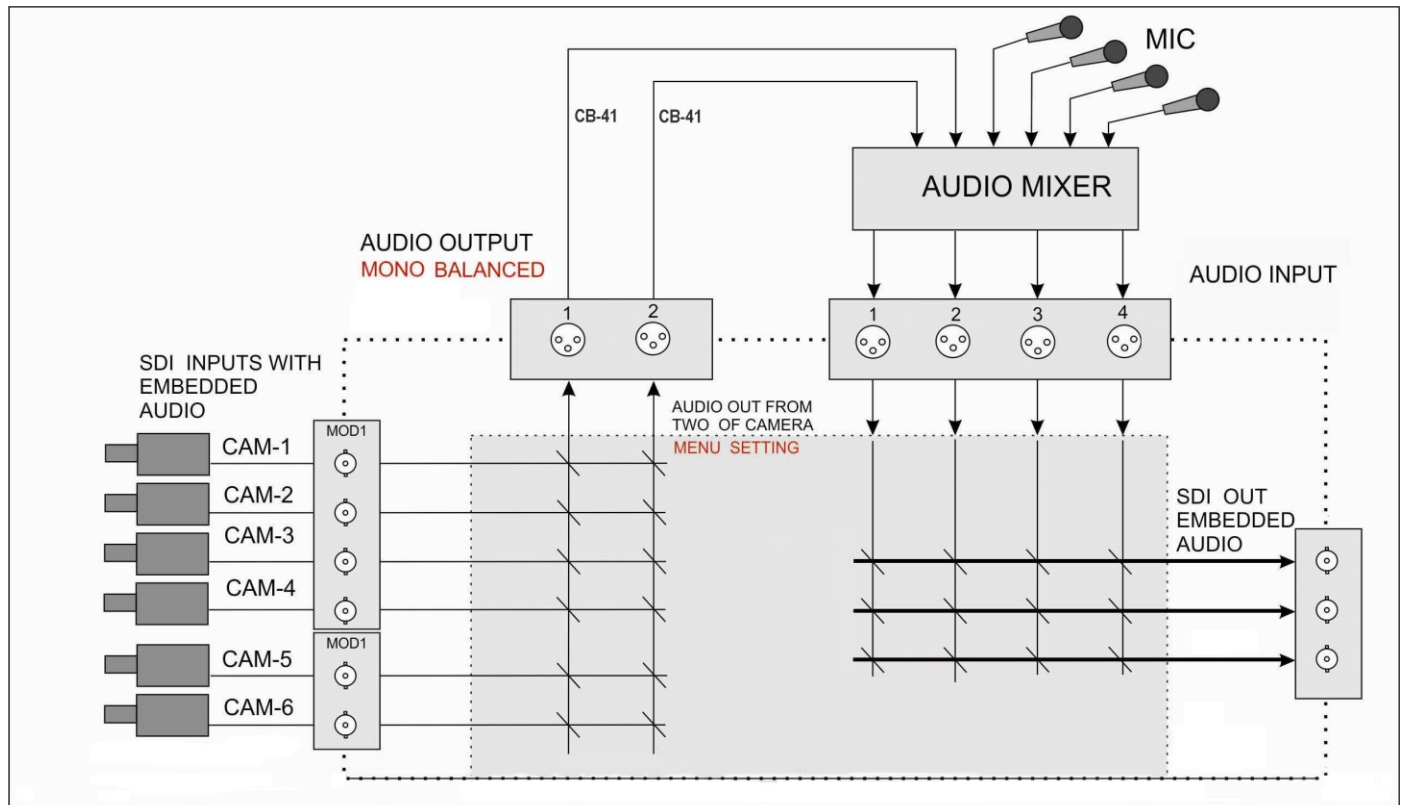 MIC
CB-41
CB-41
AUDIO MIXER
AUDIO OUTPUT
MONO BALANCED
AUDIO INPUT
1
2
1
2
3
4
SDI INPUTS WITH
EMBEDDED
AUDIO
AUDIO OUT FROM
TWO OF CAMERA
MENU SETTING
MOD1
CAM-1
CAM-2
CAM-3
CAM-4
MOD1
CAM-5
CAM-6
SDI OUT
EMBEDDED
AUDIO